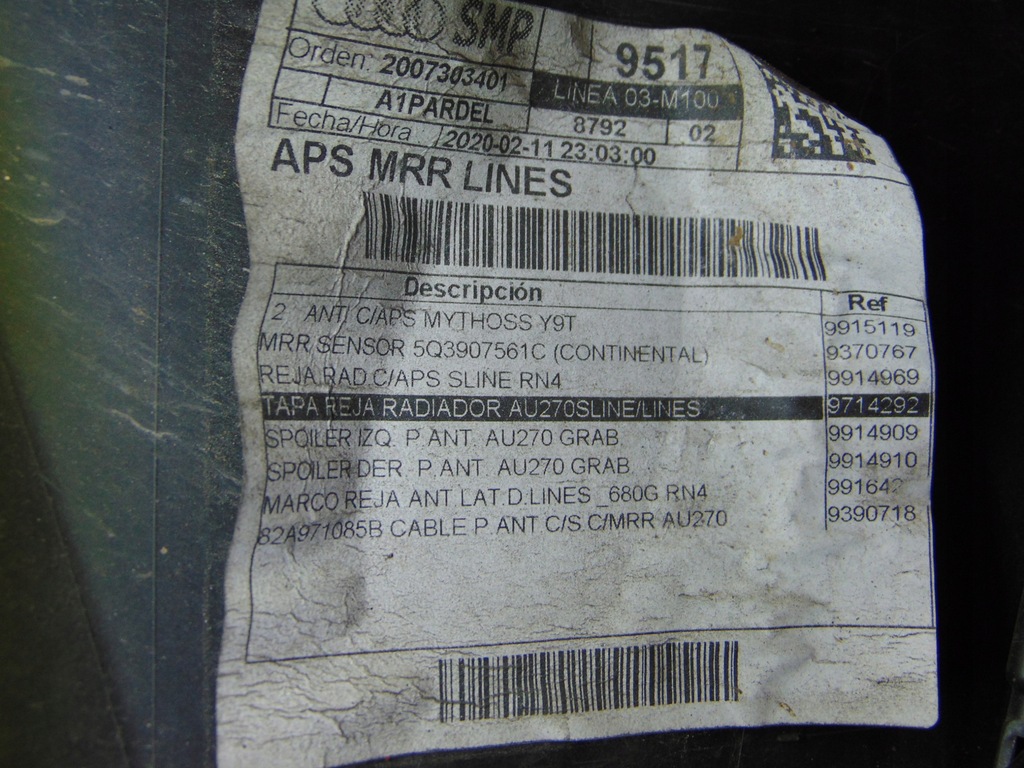 SMP
9517
Orden: 2007303401
LINEA 03-M100
A1PARDEL
8792 02
Fecha/Hora 2020-02-11 23:03:00
APS MRR LINES
Descripción Ref
2 ANTI C/APS MYTHOSS Y9T 9915119
MRR SENSOR 5Q3907561C (CONTINENTAL) 9370767
REJA RAD C/APS SLINE RN4 9914969
TAPA REJA RADIADOR AU270SLINE/LINES 9714292
SPOILER IZQ. P.ANT. AU270 GRAB 9914909
SPOILER DER. P.ANT. AU270 GRAB 9914910
MARCO REJA ANT LAT D.LINES_680G RN4
82A971085B CABLE P.ANT C/S.C/MRR AU270 9390718